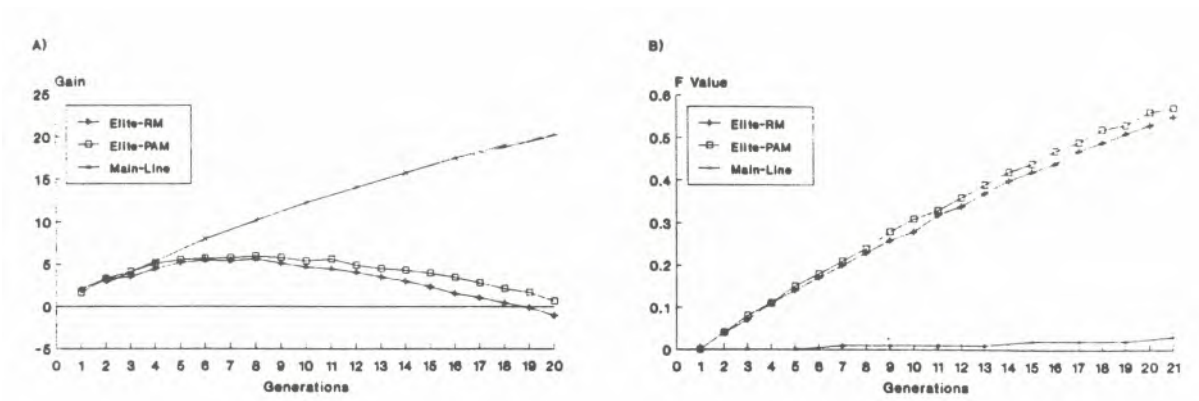 A)
Gain
25
20
15
10
5
0
-5
Elite-RM
Elite-PAM
Main-Line
0 1 2 3 4 5 6 7 8 9 10 11 12 13 14 15 16 17 18 19 20
Generations
B)
F Value
0.6
0.5
0.4
0.3
0.2
0.1
0
Elite-RM
Elite-PAM
Main-Line
0 1 2 3 4 5 6 7 8 9 10 11 12 13 14 15 16 17 18 19 20 21
Generations